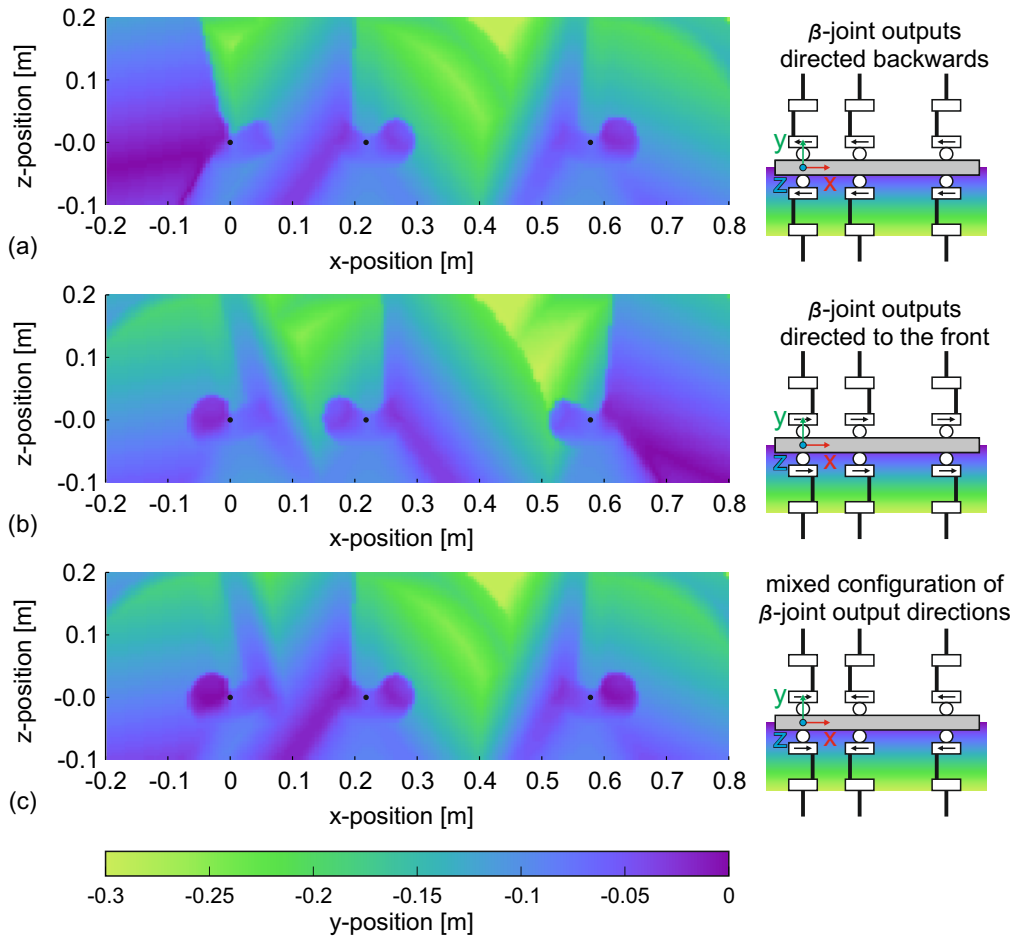 0.2
0.1
-0.0
-0.1
z-position [m]
-0.2 -0.1 0 0.1 0.2 0.3 0.4 0.5 0.6 0.7 0.8
x-position [m]
(a)
β-joint outputs
directed backwards
y
z
x
0.2
0.1
-0.0
-0.1
z-position [m]
-0.2 -0.1 0 0.1 0.2 0.3 0.4 0.5 0.6 0.7 0.8
x-position [m]
(b)
β-joint outputs
directed to the front
y
z
x
0.2
0.1
-0.0
-0.1
z-position [m]
-0.2 -0.1 0 0.1 0.2 0.3 0.4 0.5 0.6 0.7 0.8
x-position [m]
(c)
mixed configuration of
β-joint output directions
y
z
x
-0.3 -0.25 -0.2 -0.15 -0.1 -0.05 0
y-position [m]